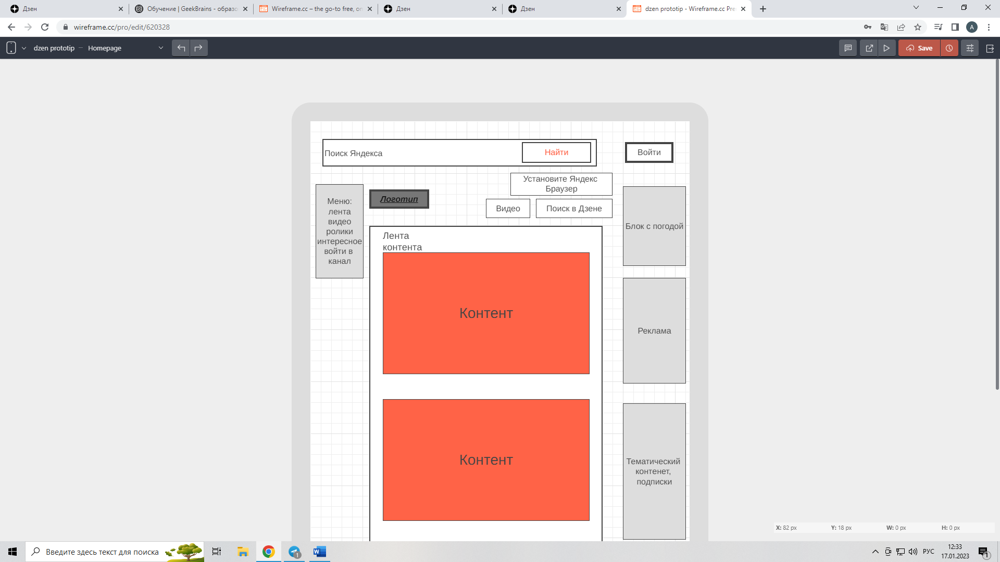 Дзен
Обучение | GeekBrains - образо
Wireframe.cc – the go-to free, on
Дзен
Дзен
dzen prototip - Wireframe.cc Pre
wireframe.cc/pro/edit/620328
A
dzen prototip – Homepage
Save
Поиск Яндекса
Найти
Войти
Установите Яндекс
Браузер
Видео
Поиск в Дзене
Логотип
Меню:
лента
видео
ролики
интересное
войти в
канал
Блок с погодой
Лента
контента
Контент
Реклама
Контент
Тематический
контенет,
подписки
X: 82 px
Y: 18 px
W: 0 px
H: 0 px
Введите здесь текст для поиска
1
W
РУС
12:33
17.01.2023
1